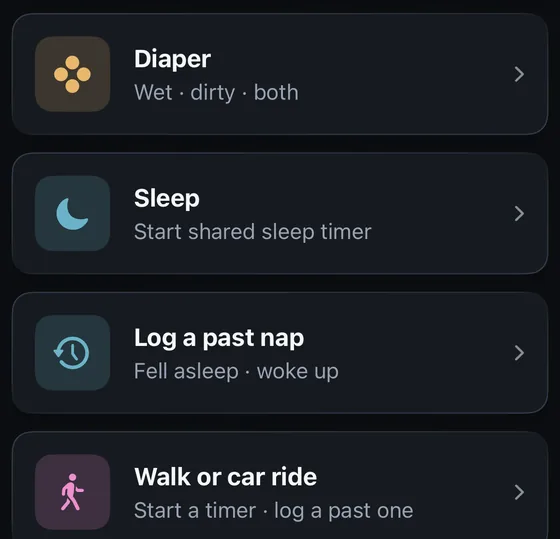 Diaper
Wet · dirty · both
Sleep
Start shared sleep timer
Log a past nap
Fell asleep · woke up
Walk or car ride
Start a timer · log a past one